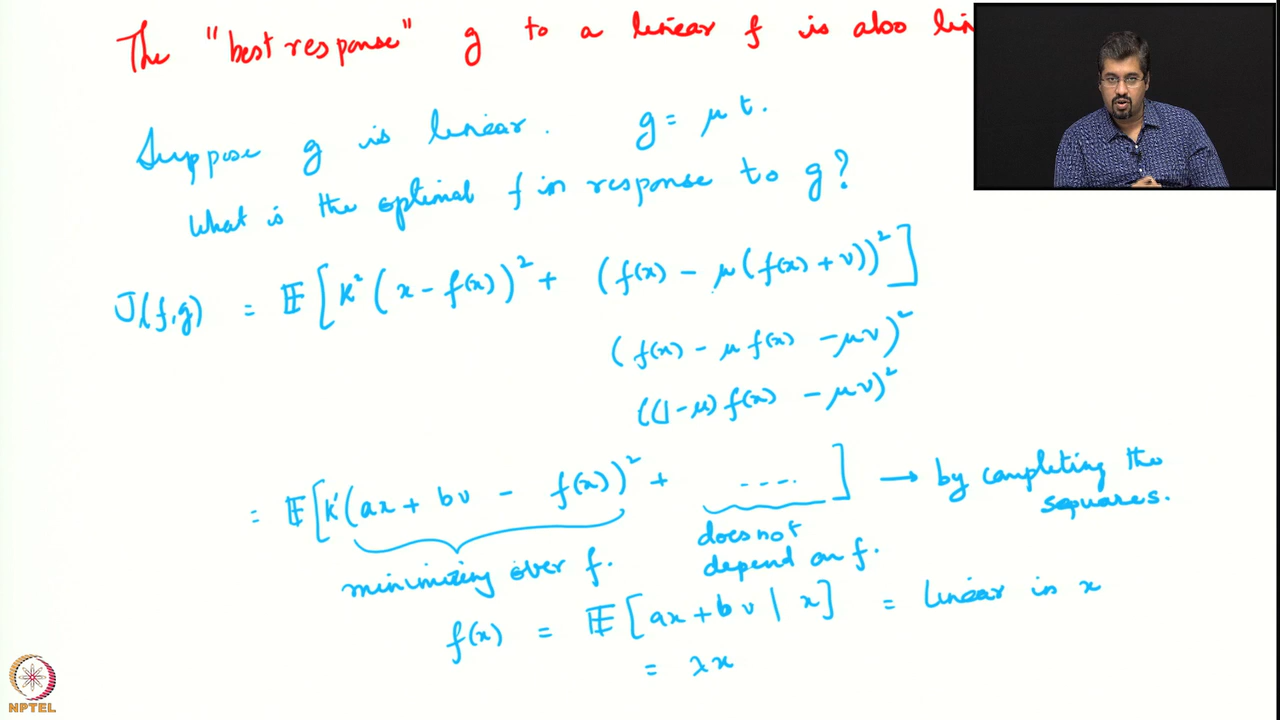 The "best response" g to a linear f is also lin
Suppose g is linear. g = μt.
What is the optimal f in response to g?
J(f,g) = 𝔼[k²(x - f(x))² + (f(x) - μ(f(x) + v))²]
(f(x) - μ f(x) - μv)²
((1-μ) f(x) - μv)²
= 𝔼[k'(ax + bv - f(x))² + ----.] → by completing the
squares.
does not
depend on f.
minimizing over f.
f(x) = 𝔼[ax + bv | x] = linear in x
= λx
NPTEL